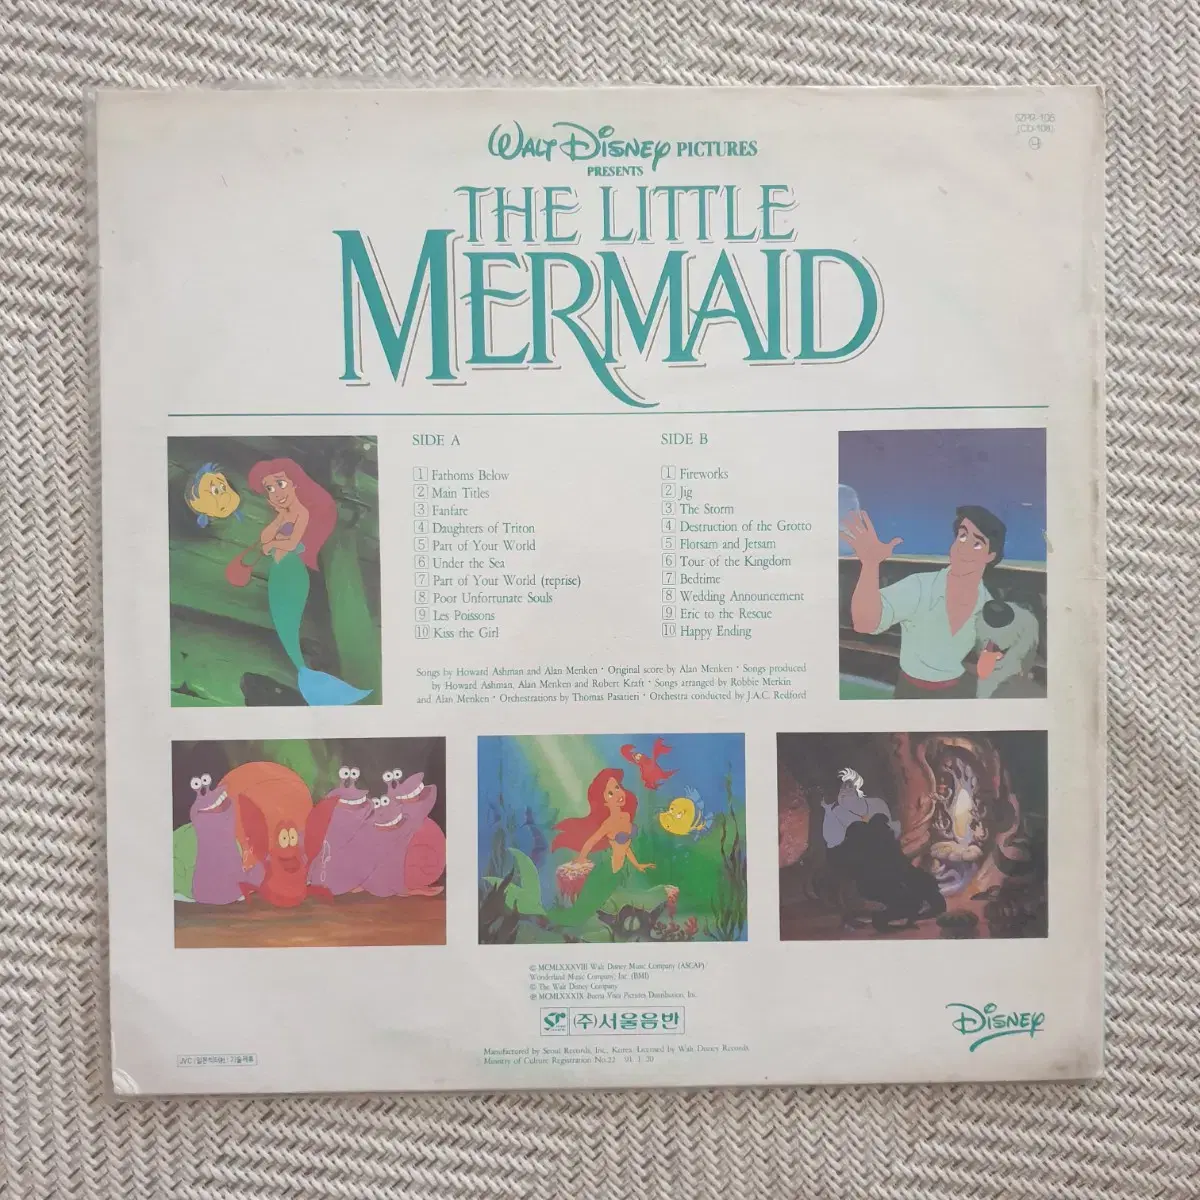 WALT DISNEY PICTURES
PRESENTS
THE LITTLE
MERMAID
SIDE A
1 Fathoms Below
2 Main Titles
3 Fanfare
4 Daughters of Triton
5 Part of Your World
6 Under the Sea
7 Part of Your World (reprise)
8 Poor Unfortunate Souls
9 Les Poissons
10 Kiss the Girl
SIDE B
1 Fireworks
2 Jig
3 The Storm
4 Destruction of the Grotto
5 Flotsam and Jetsam
6 Tour of the Kingdom
7 Bedtime
8 Wedding Announcement
9 Eric to the Rescue
10 Happy Ending
Songs by Howard Ashman and Alan Menken • Original score by Alan Menken • Songs produced
by Howard Ashman, Alan Menken and Robert Kraft • Songs arranged by Robbie Merkin
and Alan Menken • Orchestrations by Thomas Pasatieri • Orchestra conducted by J.A.C. Redford
© MCMLXXXVIII Walt Disney Music Company (ASCAP)
Wonderland Music Company, Inc (BMI)
© The Walt Disney Company
℗ MCMLXXXIX Buena Vista Pictures Distribution, Inc.
(주)서울음반
Manufactured by Seoul Records, Inc., Korea. Licensed by Walt Disney Records
Ministry of Culture Registration No.22 1 20
DISNEY